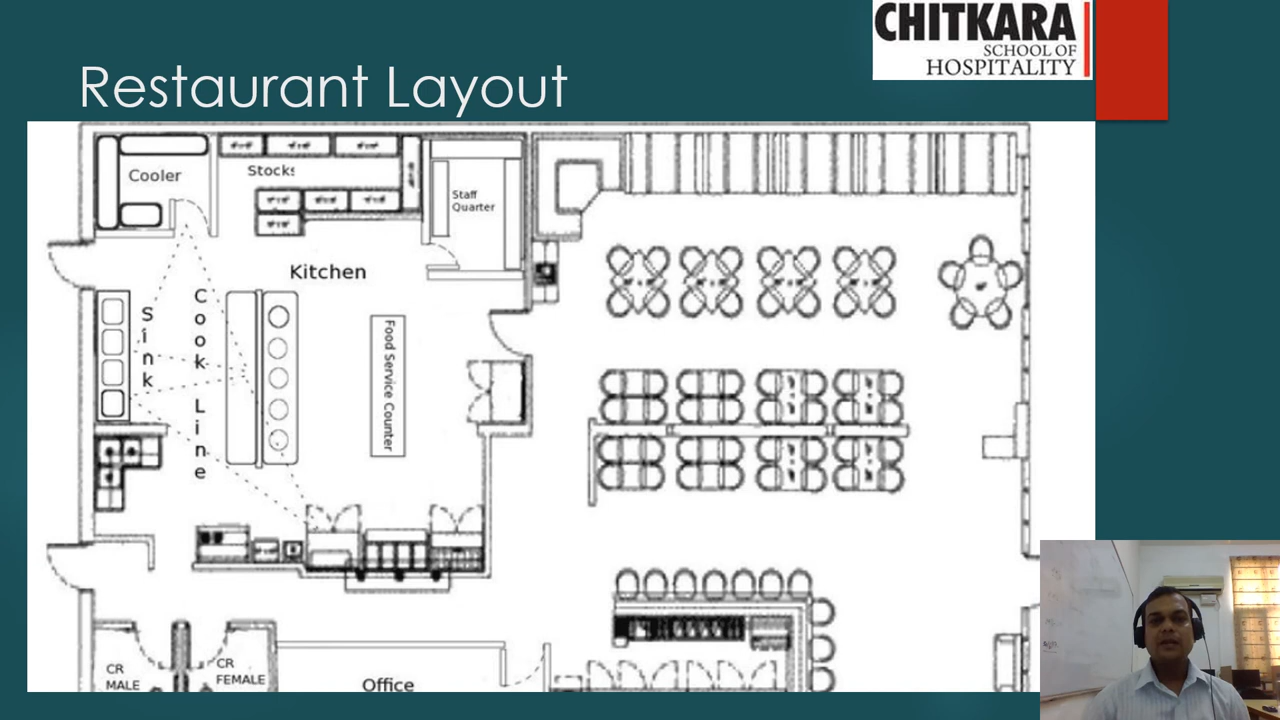 CHITKARA
SCHOOL OF
HOSPITALITY
Restaurant Layout
Cooler
Stocks
Staff
Quarter
Kitchen
Sink
Cook Line
Food Service Counter
CR
MALE
CR
FEMALE
Office